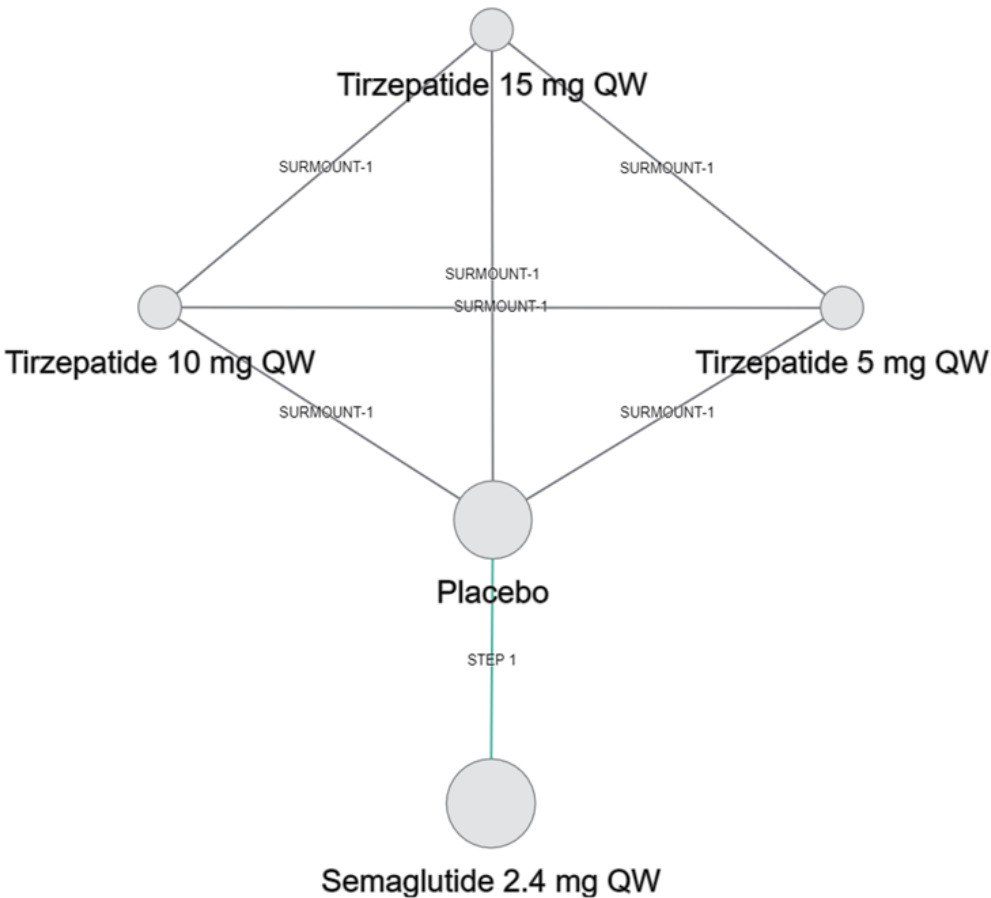 Tirzepatide 15 mg QW
SURMOUNT-1
SURMOUNT-1
SURMOUNT-1
SURMOUNT-1
Tirzepatide 10 mg QW
Tirzepatide 5 mg QW
SURMOUNT-1
SURMOUNT-1
Placebo
STEP 1
Semaglutide 2.4 mg QW